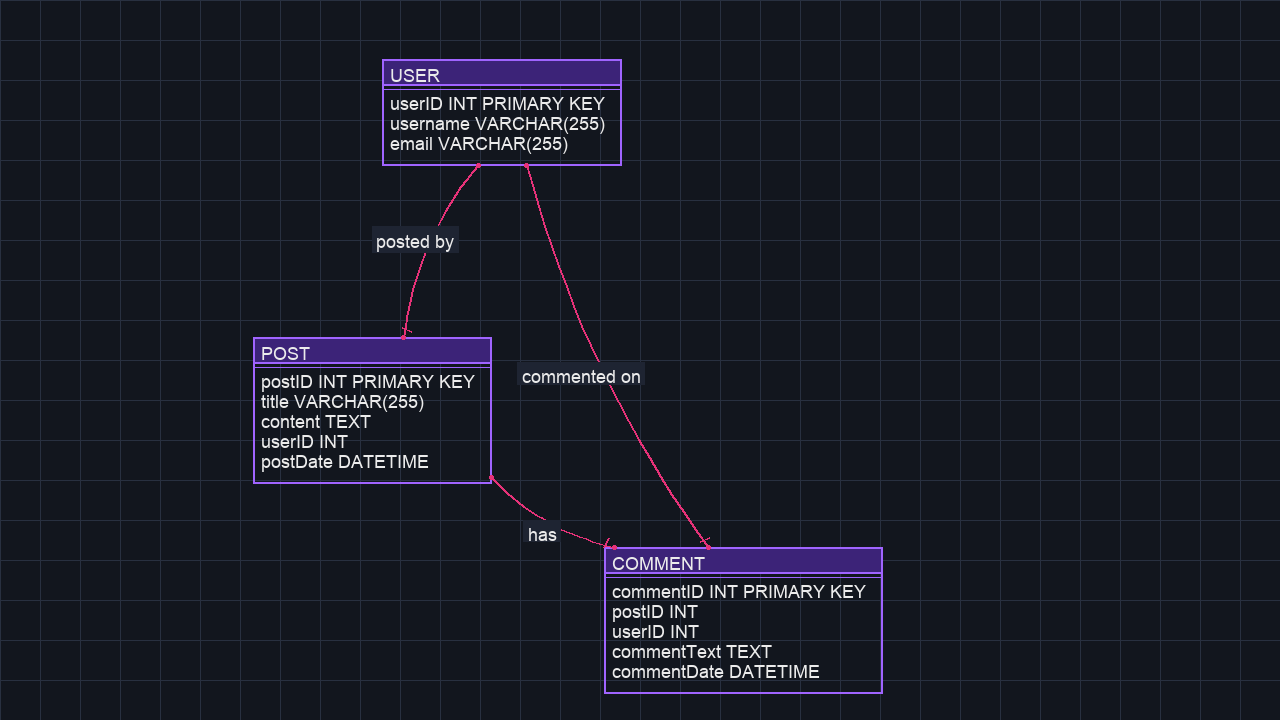 USER
userID INT PRIMARY KEY
username VARCHAR(255)
email VARCHAR(255)
posted by
POST
postID INT PRIMARY KEY
title VARCHAR(255)
content TEXT
userID INT
postDate DATETIME
commented on
has
COMMENT
commentID INT PRIMARY KEY
postID INT
userID INT
commentText TEXT
commentDate DATETIME